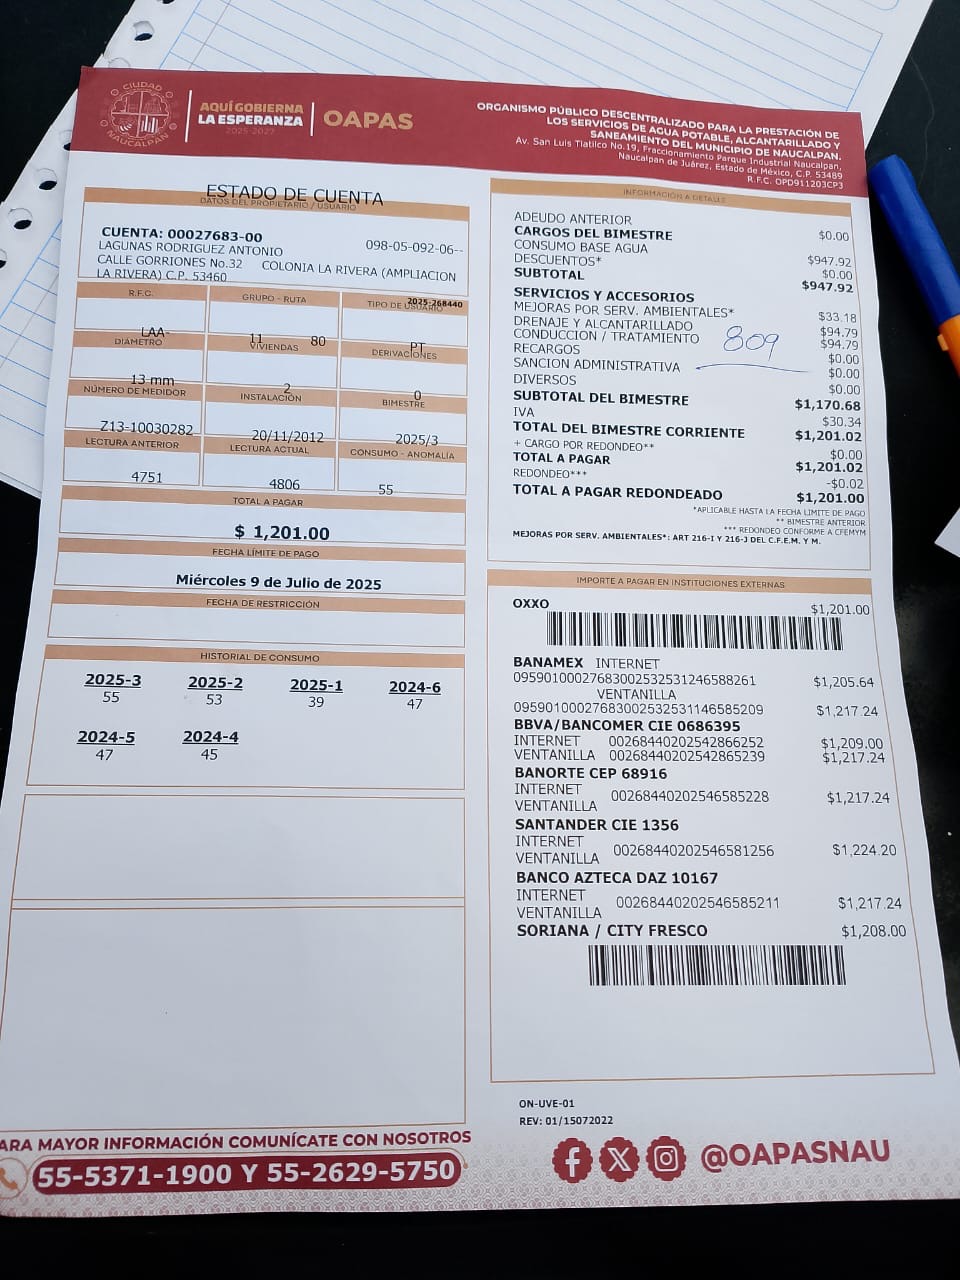 CIUDAD
NAUCALPAN
AQUÍ GOBIERNA
LA ESPERANZA
2025-2027
OAPAS
ORGANISMO PÚBLICO DESCENTRALIZADO PARA LA PRESTACIÓN DE
LOS SERVICIOS DE AGUA POTABLE, ALCANTARILLADO Y
SANEAMIENTO DEL MUNICIPIO DE NAUCALPAN.
Av. San Luis Tlatilco No.19, Fraccionamiento Parque Industrial Naucalpan,
Naucalpan de Juárez, Estado de México, C.P. 53489
R.F.C. OPD911203CP3
ESTADO DE CUENTA
DATOS DEL PROPIETARIO / USUARIO
CUENTA: 00027683-00
098-05-092-06--
LAGUNAS RODRIGUEZ ANTONIO
CALLE GORRIONES No.32 COLONIA LA RIVERA (AMPLIACION
LA RIVERA) C.P. 53460
2025-268440
R.F.C. GRUPO - RUTA TIPO DE USUARIO
LAA- 11 80 PT
DIÁMETRO VIVIENDAS DERIVACIONES
13 mm 2 0
NÚMERO DE MEDIDOR INSTALACIÓN BIMESTRE
Z13-10030282 20/11/2012 2025/3
LECTURA ANTERIOR LECTURA ACTUAL CONSUMO - ANOMALÍA
4751 4806 55
TOTAL A PAGAR
$ 1,201.00
FECHA LÍMITE DE PAGO
Miércoles 9 de Julio de 2025
FECHA DE RESTRICCIÓN
HISTORIAL DE CONSUMO
2025-3 2025-2 2025-1 2024-6
55 53 39 47
2024-5 2024-4
47 45
INFORMACIÓN A DETALLE
ADEUDO ANTERIOR $0.00
CARGOS DEL BIMESTRE
CONSUMO BASE AGUA $947.92
DESCUENTOS* $0.00
SUBTOTAL $947.92
SERVICIOS Y ACCESORIOS
MEJORAS POR SERV. AMBIENTALES* $33.18
DRENAJE Y ALCANTARILLADO $94.79
CONDUCCION / TRATAMIENTO $94.79
809
RECARGOS $0.00
SANCION ADMINISTRATIVA $0.00
DIVERSOS $0.00
SUBTOTAL DEL BIMESTRE $1,170.68
IVA $30.34
TOTAL DEL BIMESTRE CORRIENTE $1,201.02
+ CARGO POR REDONDEO** $0.00
TOTAL A PAGAR $1,201.02
REDONDEO*** -$0.02
TOTAL A PAGAR REDONDEADO $1,201.00
*APLICABLE HASTA LA FECHA LIMITE DE PAGO
** BIMESTRE ANTERIOR
*** REDONDEO CONFORME A CFEMYM
MEJORAS POR SERV. AMBIENTALES*: ART 216-I Y 216-J DEL C.F.E.M. Y M.
IMPORTE A PAGAR EN INSTITUCIONES EXTERNAS
OXXO $1,201.00
BANAMEX INTERNET
09590100027683002532531246588261 $1,205.64
VENTANILLA
09590100027683002532531146585209 $1,217.24
BBVA/BANCOMER CIE 0686395
INTERNET 00268440202542866252 $1,209.00
VENTANILLA 00268440202542865239 $1,217.24
BANORTE CEP 68916
INTERNET
VENTANILLA 00268440202546585228 $1,217.24
SANTANDER CIE 1356
INTERNET
VENTANILLA 00268440202546581256 $1,224.20
BANCO AZTECA DAZ 10167
INTERNET
VENTANILLA 00268440202546585211 $1,217.24
SORIANA / CITY FRESCO $1,208.00
ON-UVE-01
REV: 01/15072022
ARA MAYOR INFORMACIÓN COMUNÍCATE CON NOSOTROS
55-5371-1900 Y 55-2629-5750
@OAPASNAU